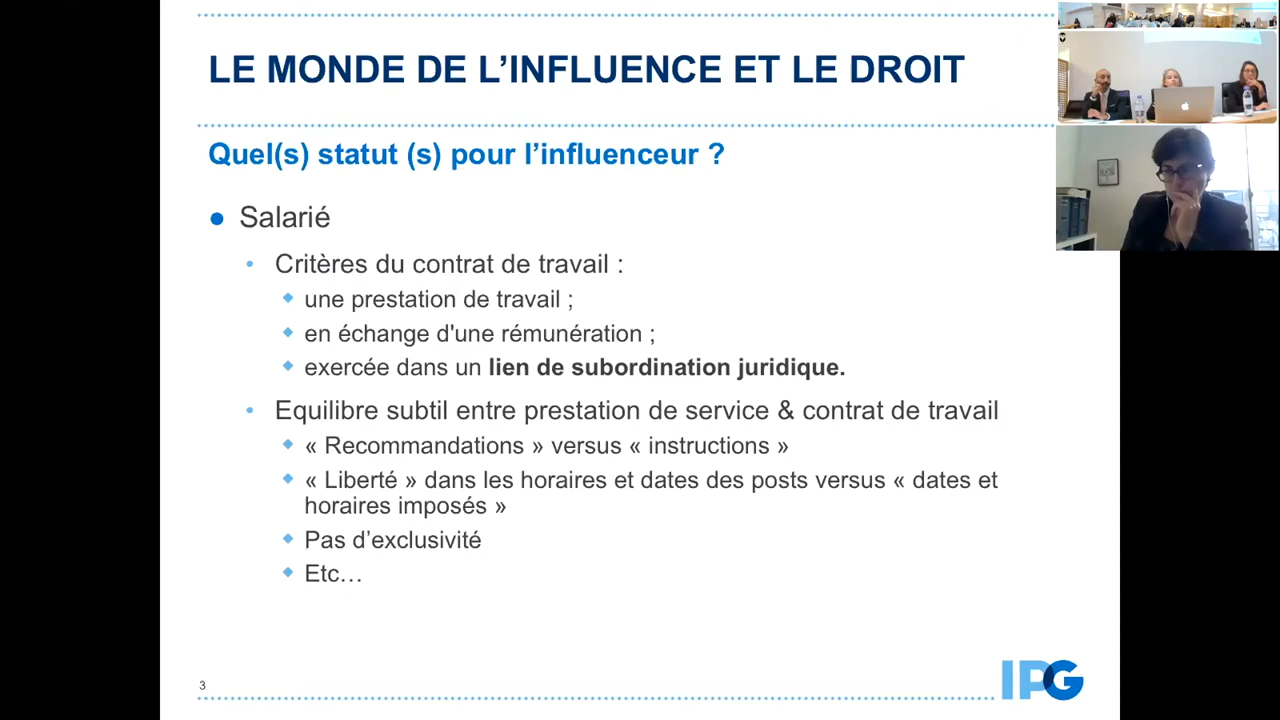 LE MONDE DE L’INFLUENCE ET LE DROIT
Quel(s) statut (s) pour l’influenceur ?
Salarié
Critères du contrat de travail :
une prestation de travail ;
en échange d'une rémunération ;
exercée dans un lien de subordination juridique.
Equilibre subtil entre prestation de service & contrat de travail
« Recommandations » versus « instructions »
« Liberté » dans les horaires et dates des posts versus « dates et
horaires imposés »
Pas d’exclusivité
Etc…
3
IPG